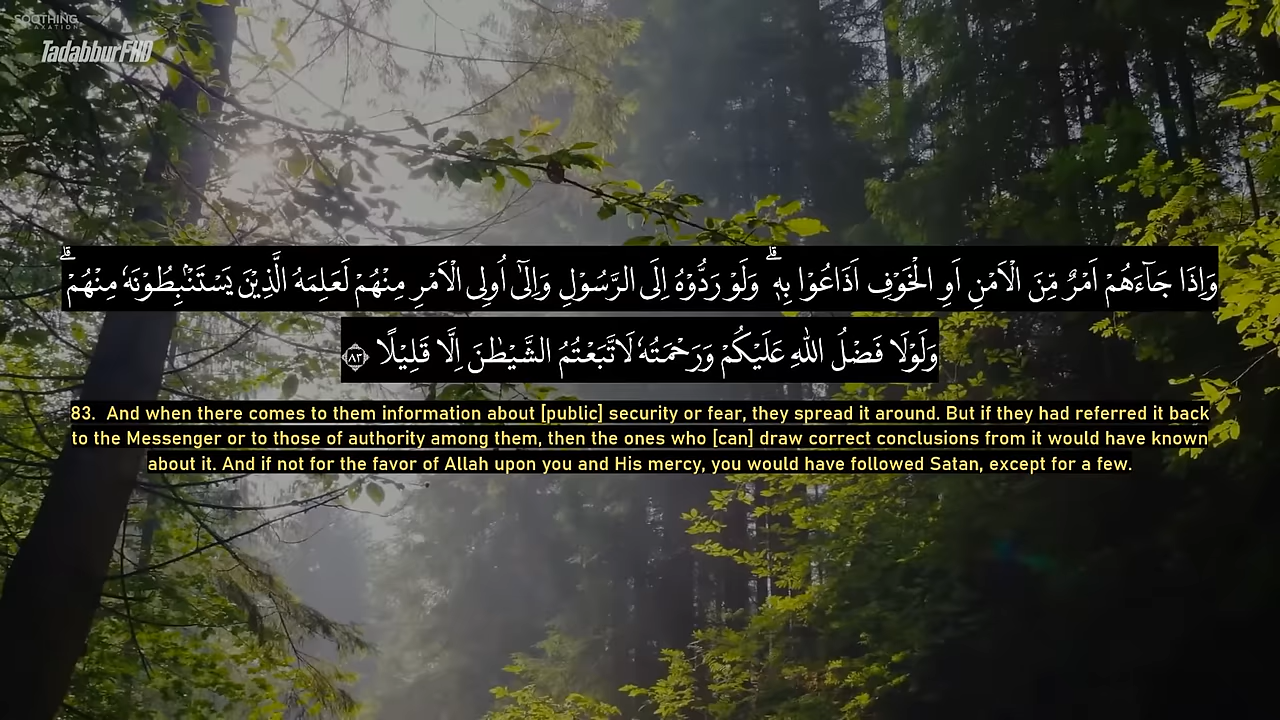 SOOTHING
RELAXATION
TadabburFHD
وَاِذَا جَآءَهُمْ اَمْرٌ مِّنَ الْاَمْنِ اَوِ الْخَوْفِ اَذَاعُوْا بِهٖۗ وَلَوْ رَدُّوْهُ اِلَى الرَّسُوْلِ وَاِلٰٓى اُولِى الْاَمْرِ مِنْهُمْ لَعَلِمَهُ الَّذِيْنَ يَسْتَنْۢبِطُوْنَهٗ مِنْهُمْۗ
وَلَوْلَا فَضْلُ اللّٰهِ عَلَيْكُمْ وَرَحْمَتُهٗ لَاتَّبَعْتُمُ الشَّيْطٰنَ اِلَّا قَلِيْلًا ۝٨٣
83.  And when there comes to them information about [public] security or fear, they spread it around. But if they had referred it back
to the Messenger or to those of authority among them, then the ones who [can] draw correct conclusions from it would have known
about it. And if not for the favor of Allah upon you and His mercy, you would have followed Satan, except for a few.